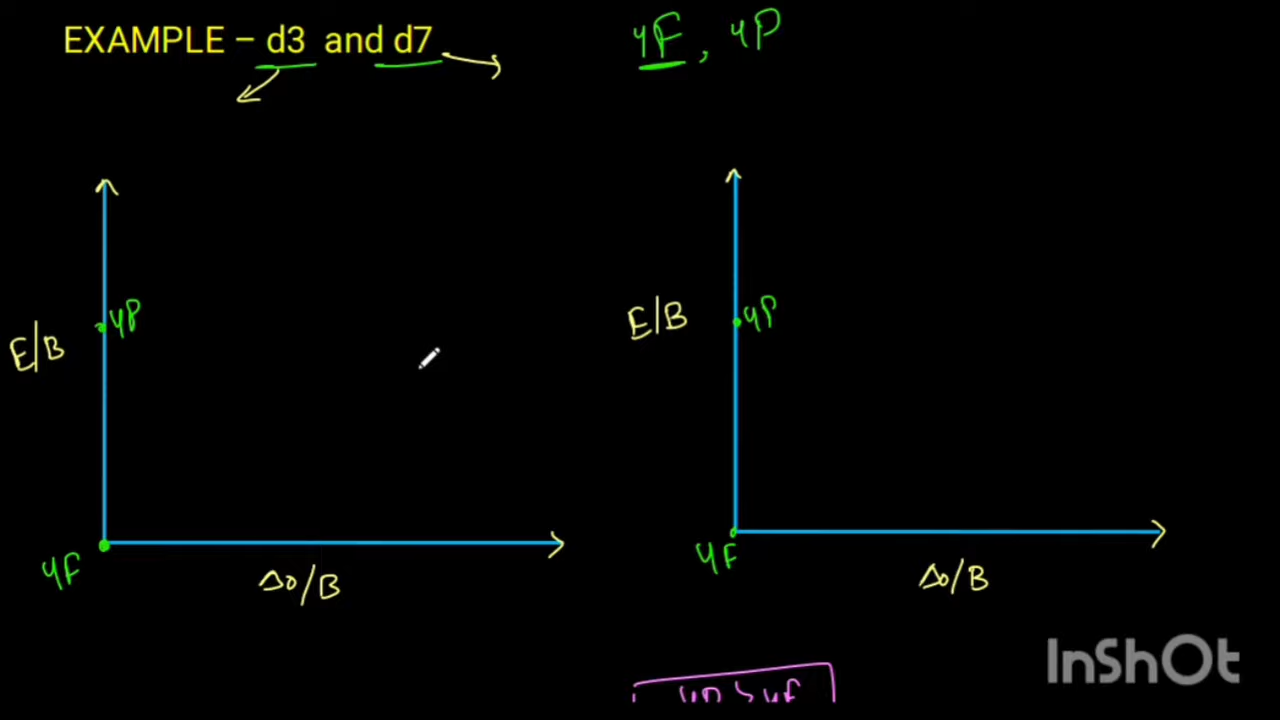 EXAMPLE – d3 and d7
4F, 4P
4P
E/B
4F
Δo/B
4P
E/B
4F
Δo/B
InShOt